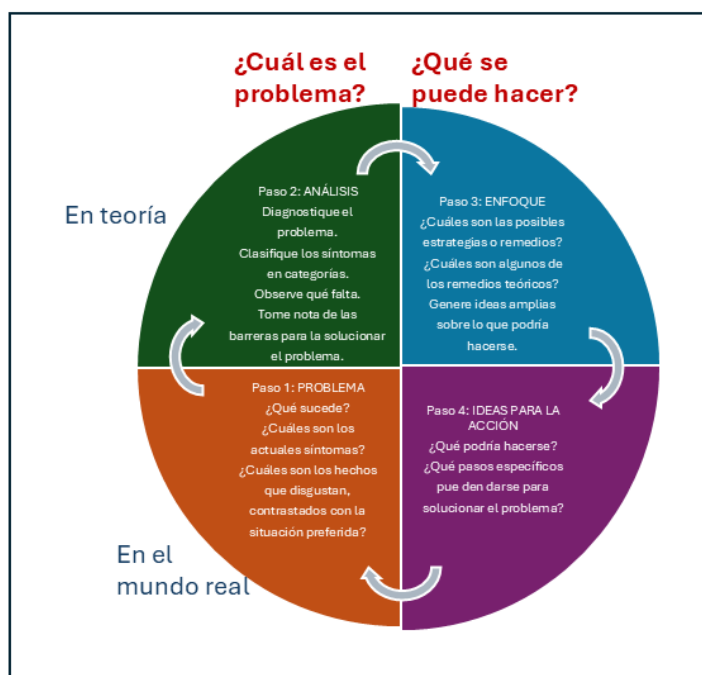 ¿Cuál es el
problema?
¿Qué se
puede hacer?
En teoría
Paso 2: ANÁLISIS
Diagnostique el
problema.
Clasifique los síntomas
en categorías.
Observe qué falta.
Tome nota de las
barreras para la solucionar
el problema.
Paso 3: ENFOQUE
¿Cuáles son las posibles
estrategias o remedios?
¿Cuáles son algunos de
los remedios teóricos?
Genere ideas amplias
sobre lo que podría
hacerse.
En el
mundo real
Paso 1: PROBLEMA
¿Qué sucede?
¿Cuáles son los
actuales síntomas?
¿Cuáles son los hechos
que disgustan,
contrastados con la
situación preferida?
Paso 4: IDEAS PARA LA
ACCIÓN
¿Qué podría hacerse?
¿Qué pasos específicos
pue den darse para
solucionar el problema?